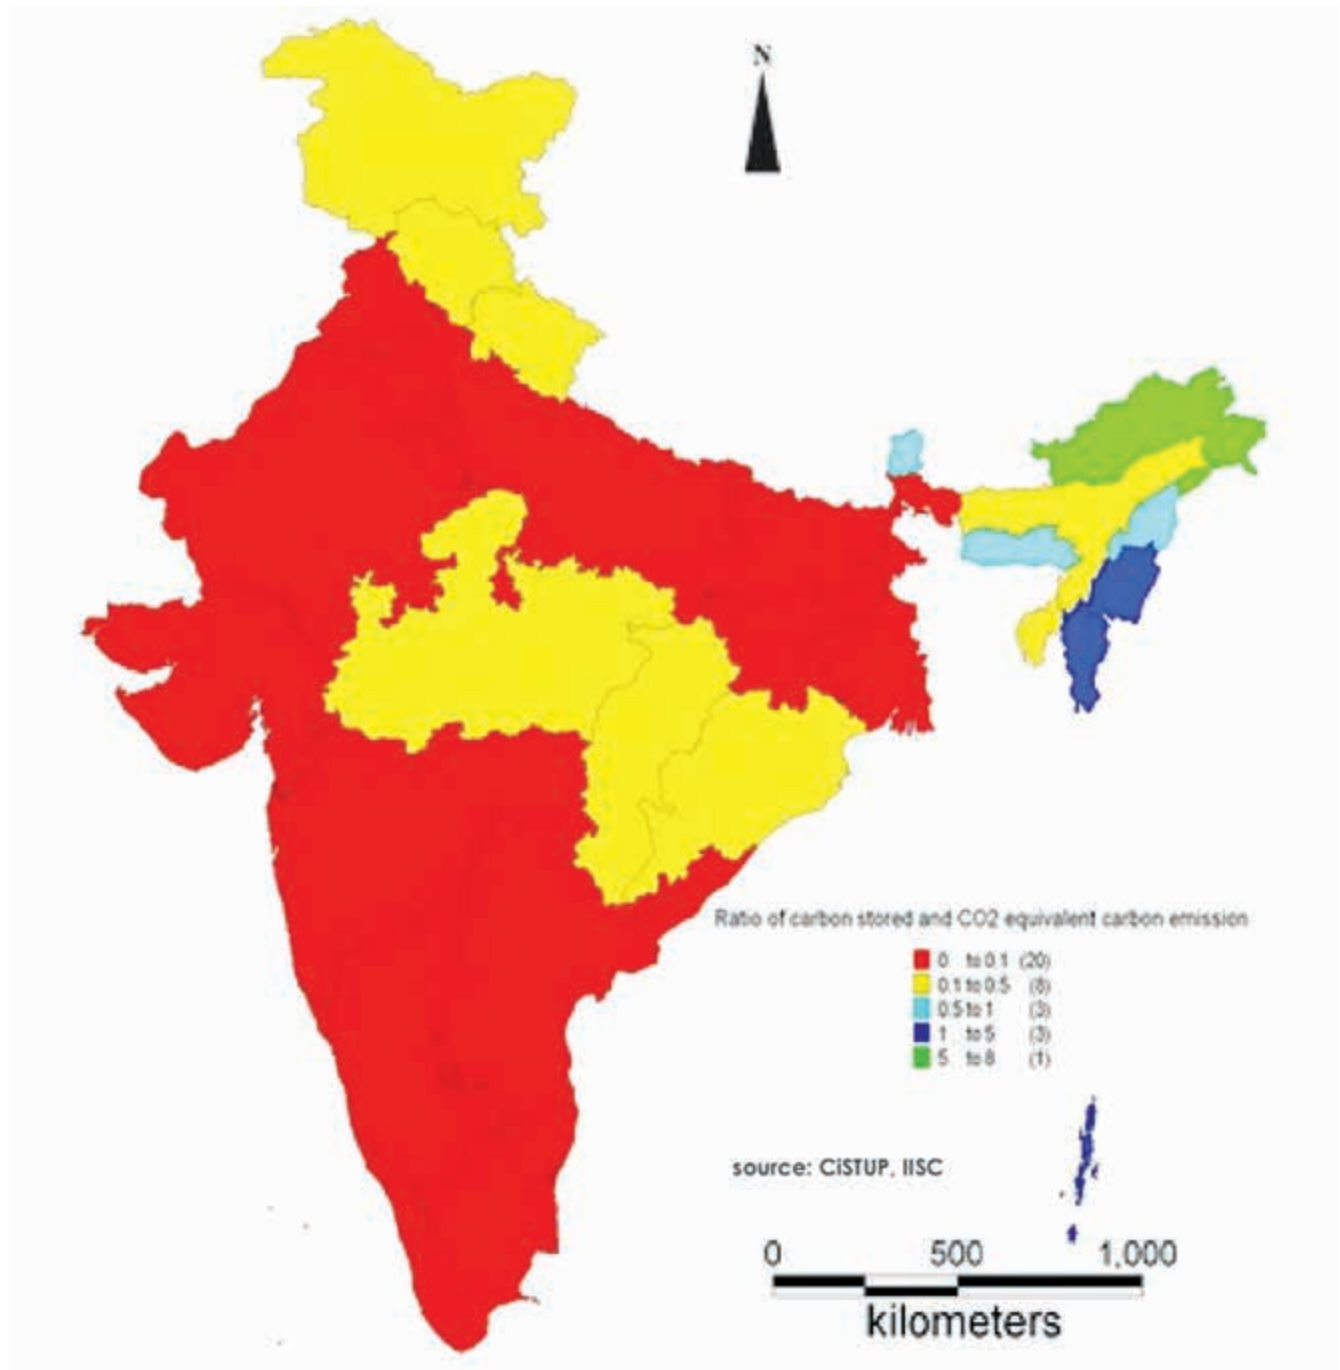 N
Ratio of carbon stored and CO2 equivalent carbon emission
0 to 0.1 (20)
0.1 to 0.5 (8)
0.5 to 1 (3)
1 to 5 (3)
5 to 8 (1)
source: CiSTUP, IISC
0 500 1,000
kilometers